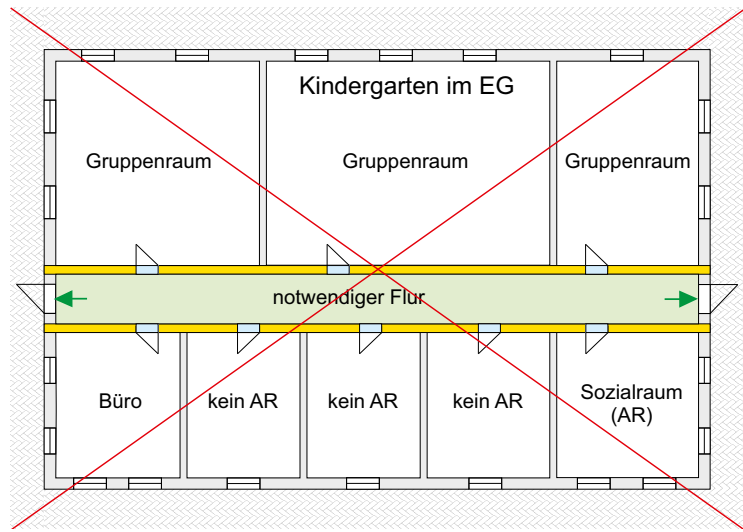 Kindergarten im EG
Gruppenraum
Gruppenraum
Gruppenraum
notwendiger Flur
Büro
kein AR
kein AR
kein AR
Sozialraum
(AR)